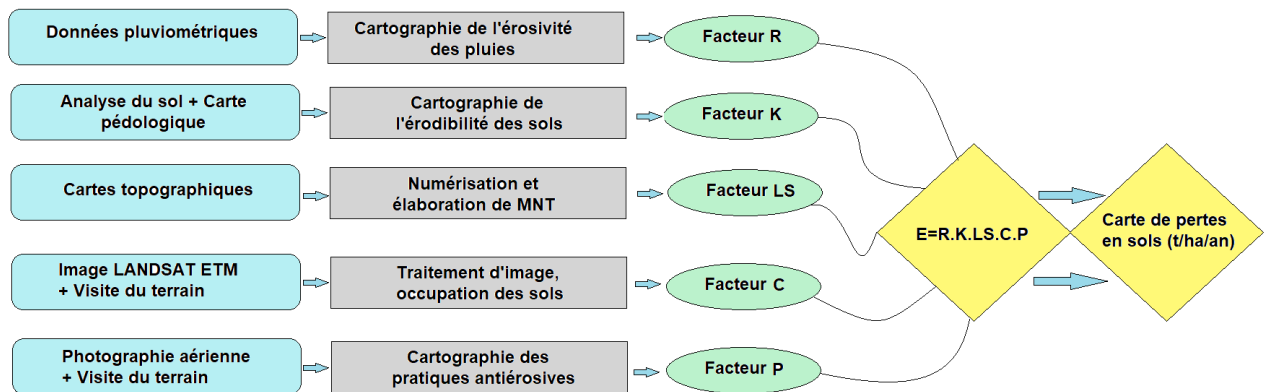 Données pluviométriques
Cartographie de l'érosivité
des pluies
Facteur R
Analyse du sol + Carte
pédologique
Cartographie de
l'érodibilité des sols
Facteur K
Cartes topographiques
Numérisation et
élaboration de MNT
Facteur LS
E=R.K.LS.C.P
Carte de pertes
en sols (t/ha/an)
Image LANDSAT ETM
+ Visite du terrain
Traitement d'image,
occupation des sols
Facteur C
Photographie aérienne
+ Visite du terrain
Cartographie des
pratiques antiérosives
Facteur P